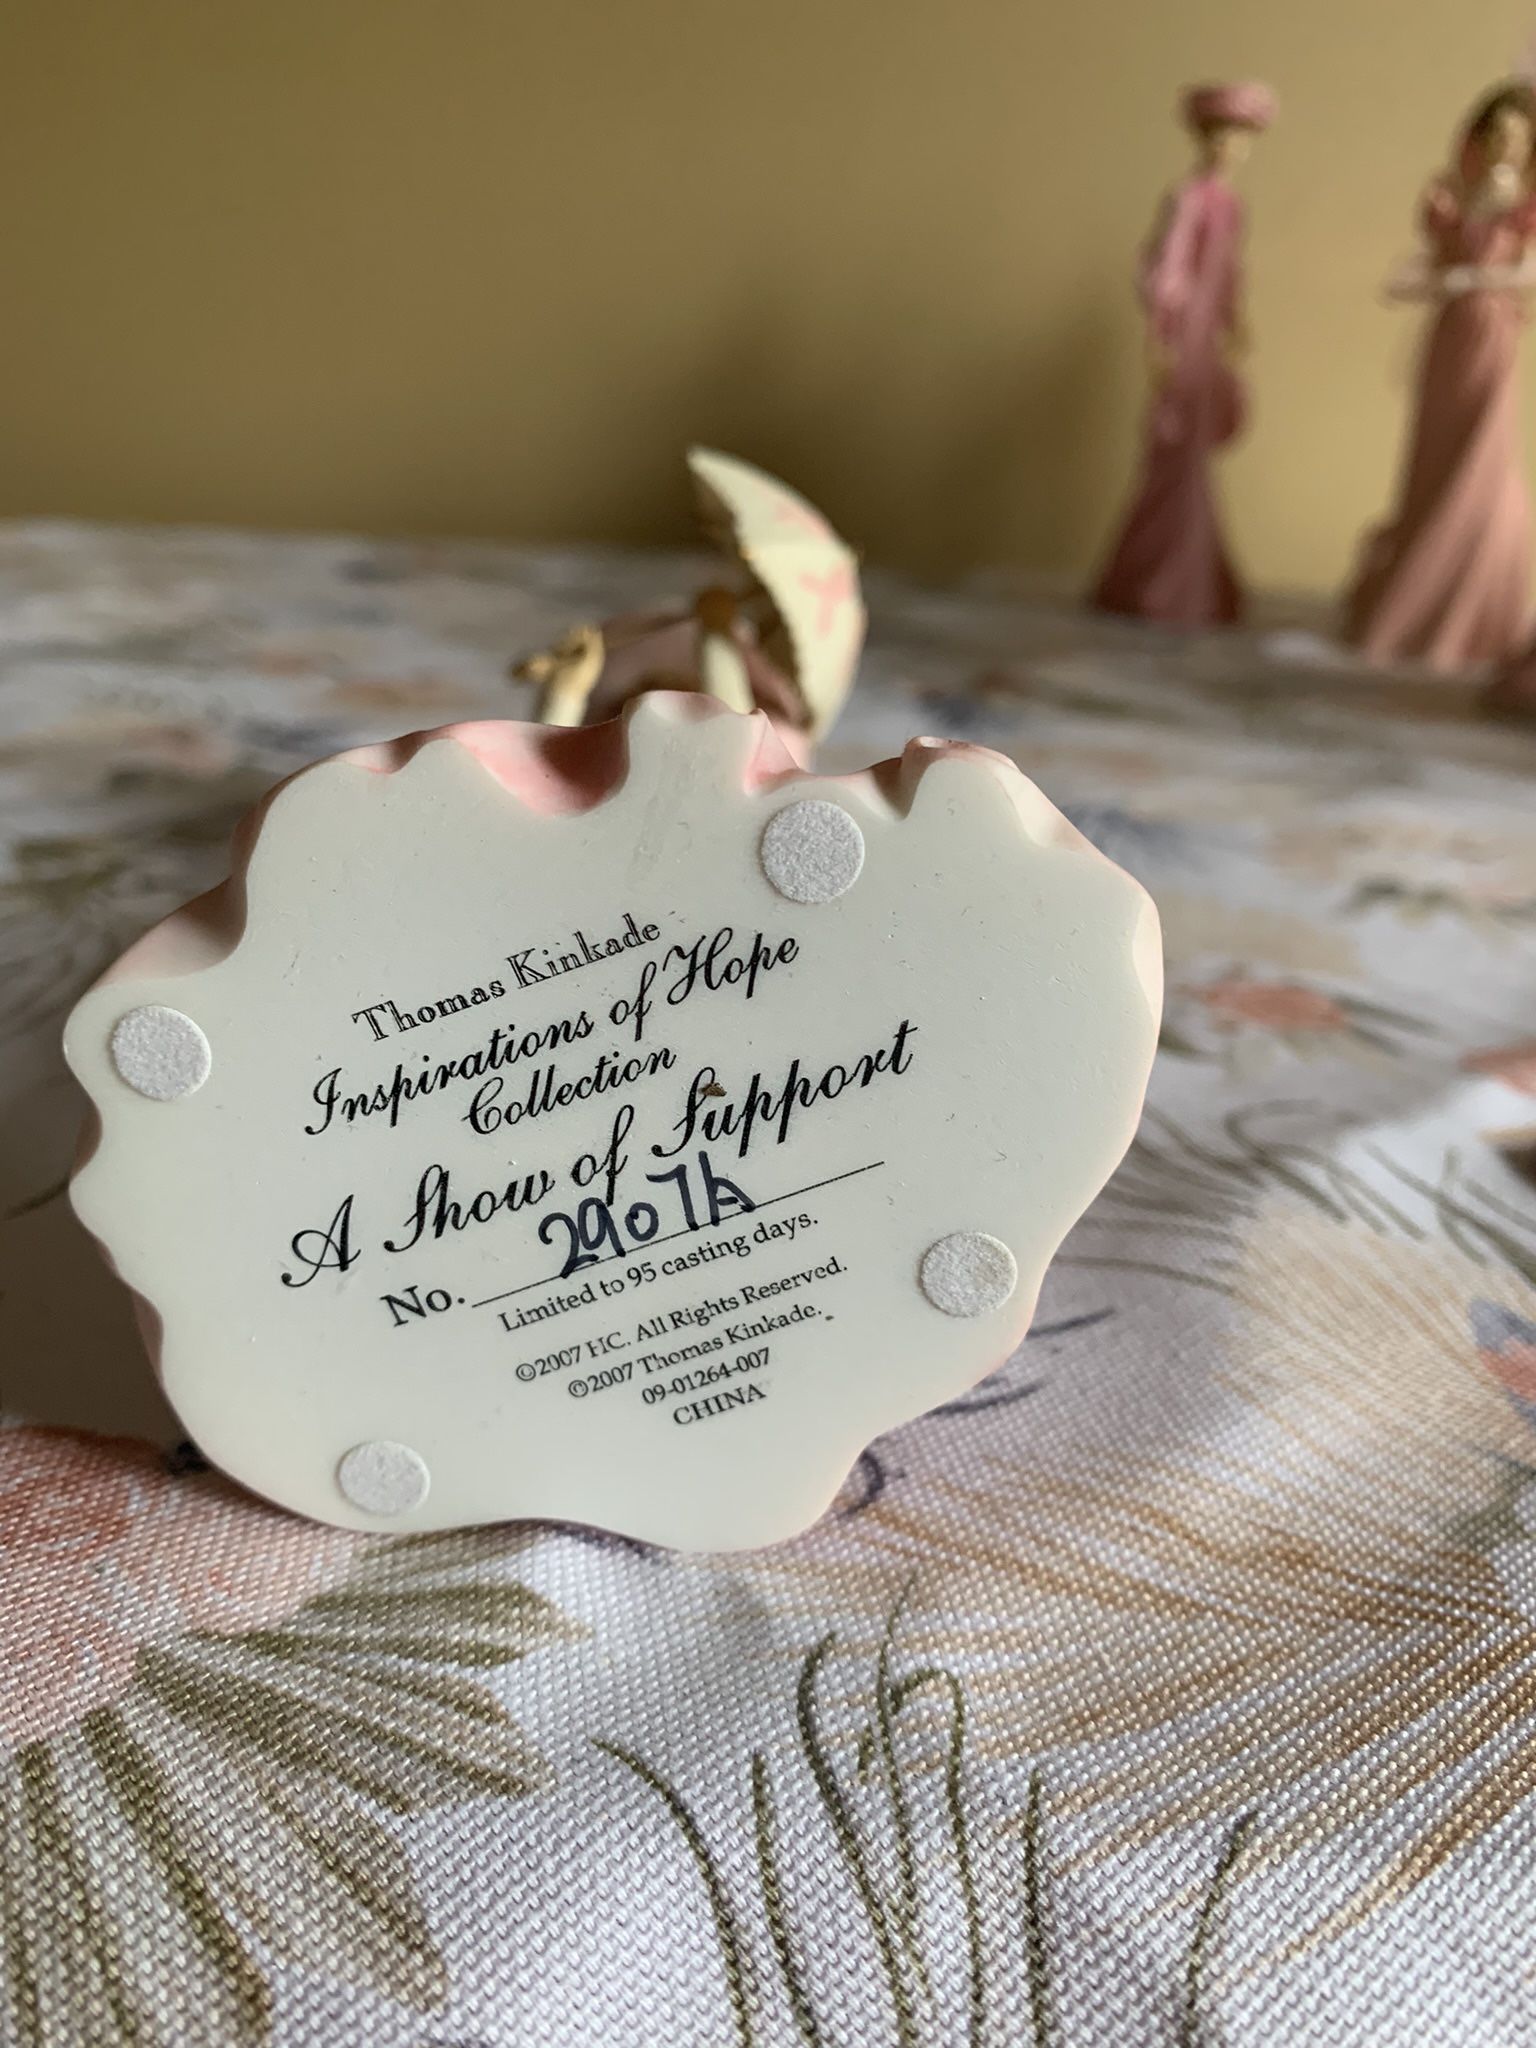 Thomas Kinkade
Inspirations of Hope
Collection
A Show of Support
No. 2907A
Limited to 95 casting days.
©2007 HC. All Rights Reserved.
©2007 Thomas Kinkade.
09-01264-007
CHINA